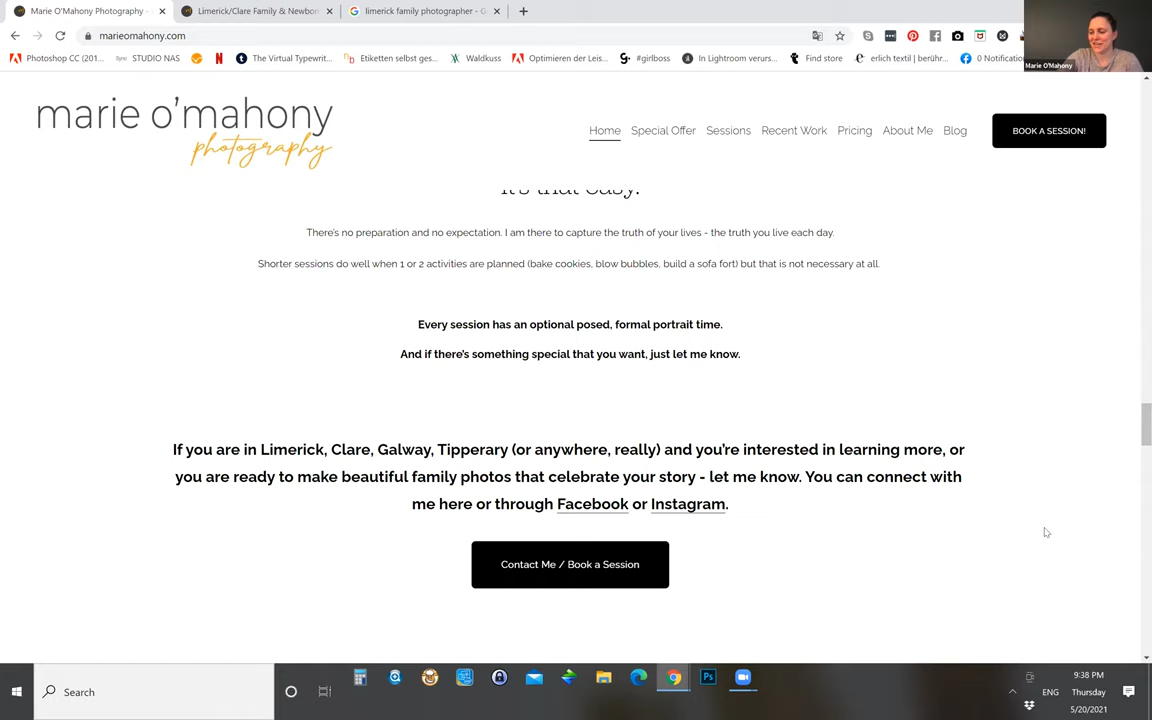 Marie O'Mahony Photography -
Limerick/Clare Family & Newborn
limerick family photographer - G
marieomahony.com
Photoshop CC (201...
STUDIO NAS
The Virtual Typewrit...
Etiketten selbst ges...
Waldkuss
Optimieren der Leis...
#girlboss
In Lightroom verurs...
Find store
erlich textil | berühr...
0 Notification
Marie O'Mahony
marie o'mahony
photography
Home
Special Offer
Sessions
Recent Work
Pricing
About Me
Blog
BOOK A SESSION!
It's that easy.
There's no preparation and no expectation. I am there to capture the truth of your lives - the truth you live each day.
Shorter sessions do well when 1 or 2 activities are planned (bake cookies, blow bubbles, build a sofa fort) but that is not necessary at all.
Every session has an optional posed, formal portrait time.
And if there's something special that you want, just let me know.
If you are in Limerick, Clare, Galway, Tipperary (or anywhere, really) and you're interested in learning more, or
you are ready to make beautiful family photos that celebrate your story - let me know. You can connect with
me here or through Facebook or Instagram.
Contact Me / Book a Session
Search
9:38 PM
ENG
Thursday
5/20/2021